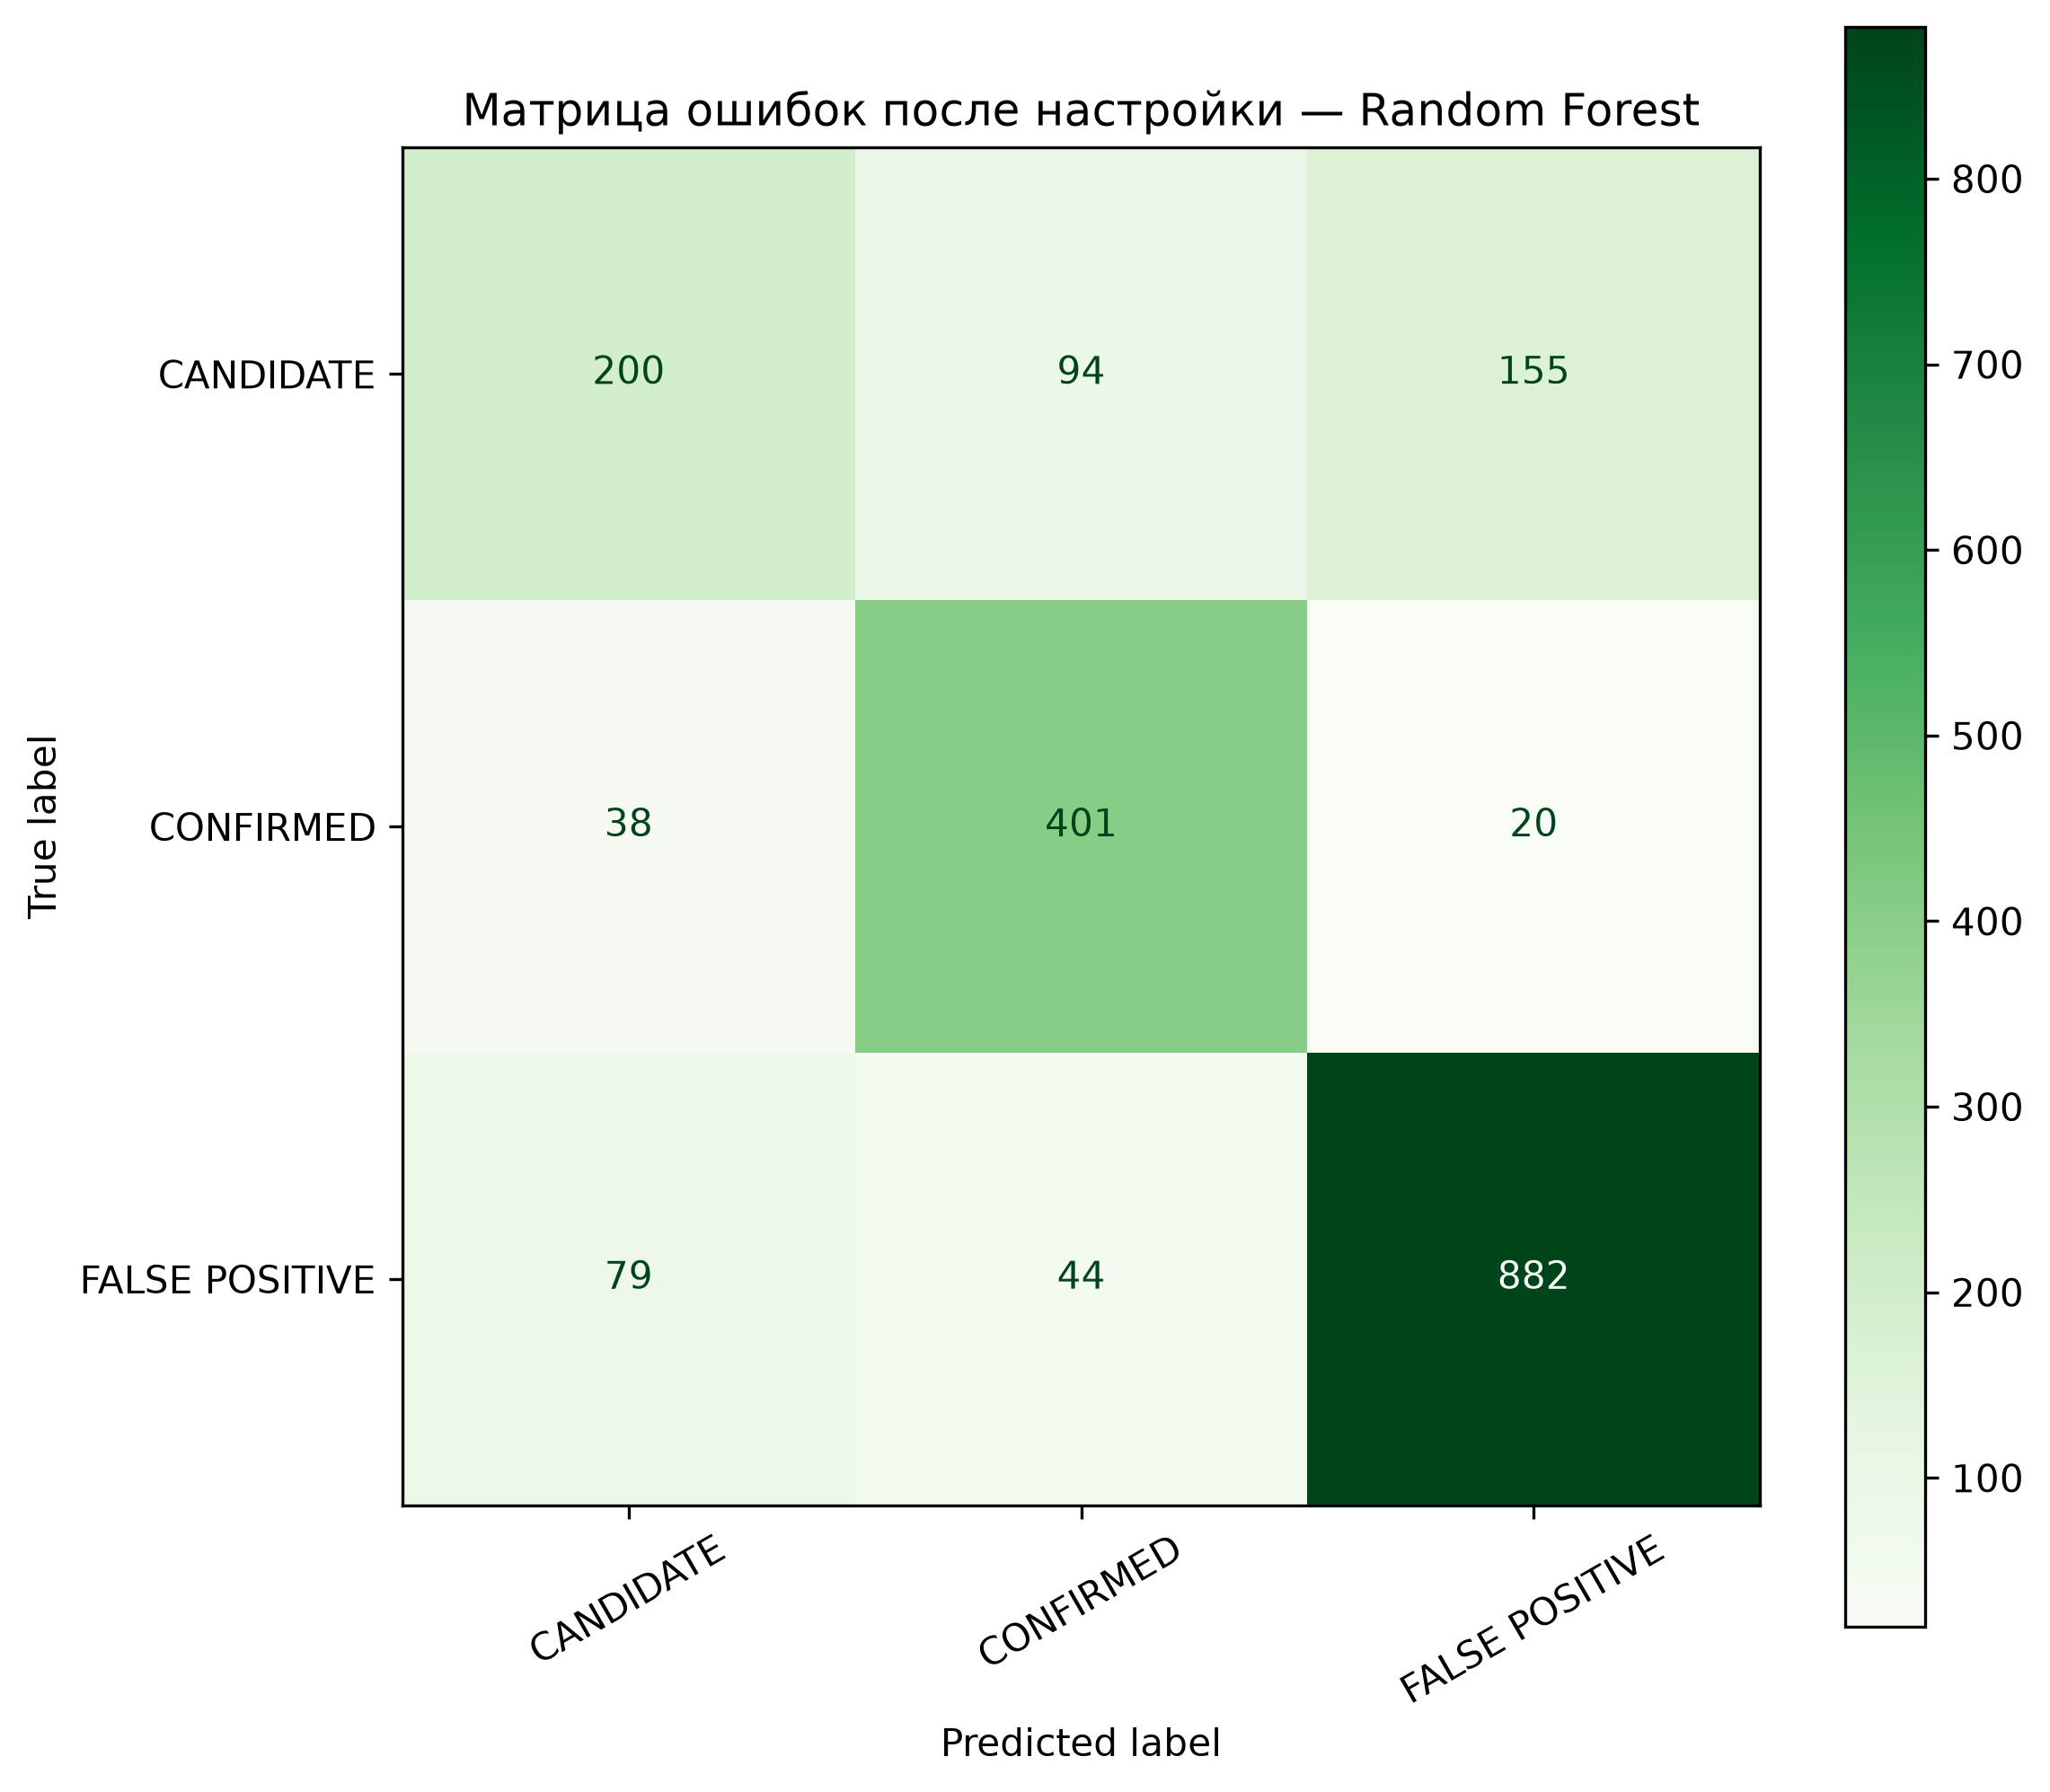 Матрица ошибок после настройки — Random Forest
True label
CANDIDATE
200 94 155
CONFIRMED
38 401 20
FALSE POSITIVE
79 44 882
CANDIDATE
CONFIRMED
FALSE POSITIVE
Predicted label
800
700
600
500
400
300
200
100